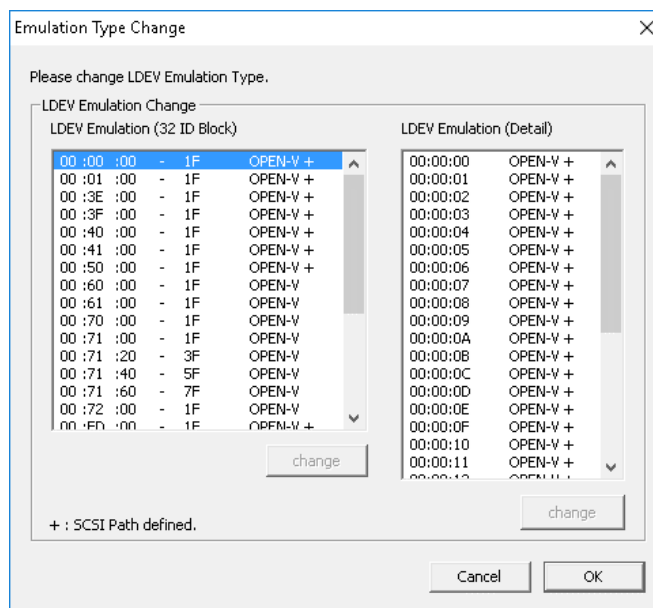 Emulation Type Change
Please change LDEV Emulation Type.
LDEV Emulation Change
LDEV Emulation (32 ID Block)
00 :00 :00 - 1F OPEN-V +
00 :01 :00 - 1F OPEN-V +
00 :3E :00 - 1F OPEN-V +
00 :3F :00 - 1F OPEN-V +
00 :40 :00 - 1F OPEN-V +
00 :41 :00 - 1F OPEN-V +
00 :50 :00 - 1F OPEN-V +
00 :60 :00 - 1F OPEN-V
00 :61 :00 - 1F OPEN-V
00 :70 :00 - 1F OPEN-V
00 :71 :00 - 1F OPEN-V
00 :71 :20 - 3F OPEN-V
00 :71 :40 - 5F OPEN-V
00 :71 :60 - 7F OPEN-V
00 :72 :00 - 1F OPEN-V
00 :FD :00 - 1F OPEN-V +
change
+ : SCSI Path defined.
LDEV Emulation (Detail)
00:00:00 OPEN-V +
00:00:01 OPEN-V +
00:00:02 OPEN-V +
00:00:03 OPEN-V +
00:00:04 OPEN-V +
00:00:05 OPEN-V +
00:00:06 OPEN-V +
00:00:07 OPEN-V +
00:00:08 OPEN-V +
00:00:09 OPEN-V +
00:00:0A OPEN-V +
00:00:0B OPEN-V +
00:00:0C OPEN-V +
00:00:0D OPEN-V +
00:00:0E OPEN-V +
00:00:0F OPEN-V +
00:00:10 OPEN-V +
00:00:11 OPEN-V +
00:00:12 OPEN-V +
change
Cancel
OK